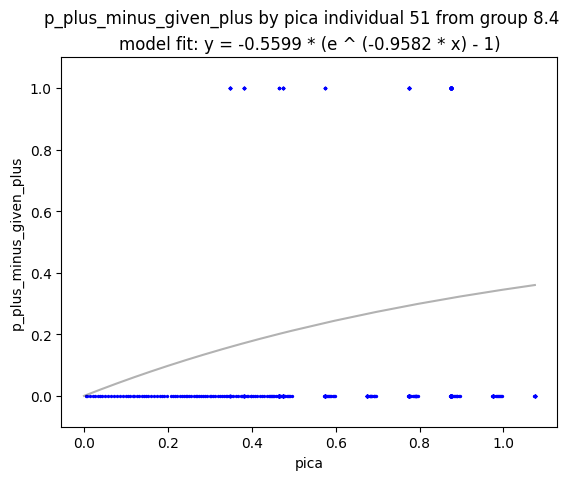 p_plus_minus_given_plus by pica individual 51 from group 8.4
model fit: y = -0.5599 * (e ^ (-0.9582 * x) - 1)
p_plus_minus_given_plus
1.0
0.8
0.6
0.4
0.2
0.0
0.0 0.2 0.4 0.6 0.8 1.0
pica